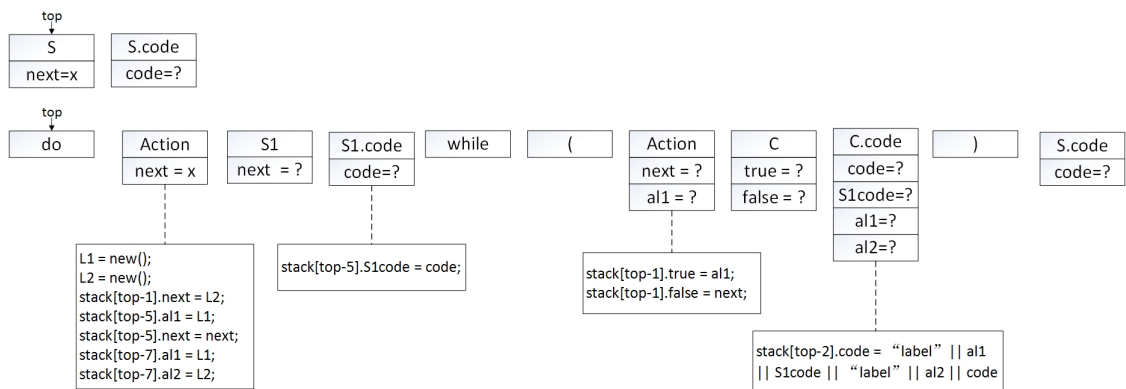 top
S
S.code
next=x
code=?
top
do
Action
S1
S1.code
while
(
Action
C
C.code
)
S.code
next = x
next = ?
code=?
next = ?
true = ?
code=?
code=?
al1 = ?
false = ?
S1code=?
al1=?
al2=?
L1 = new();
L2 = new();
stack[top-1].next = L2;
stack[top-5].al1 = L1;
stack[top-5].next = next;
stack[top-7].al1 = L1;
stack[top-7].al2 = L2;
stack[top-5].S1code = code;
stack[top-1].true = al1;
stack[top-1].false = next;
stack[top-2].code = “label” || al1
|| S1code || “label” || al2 || code